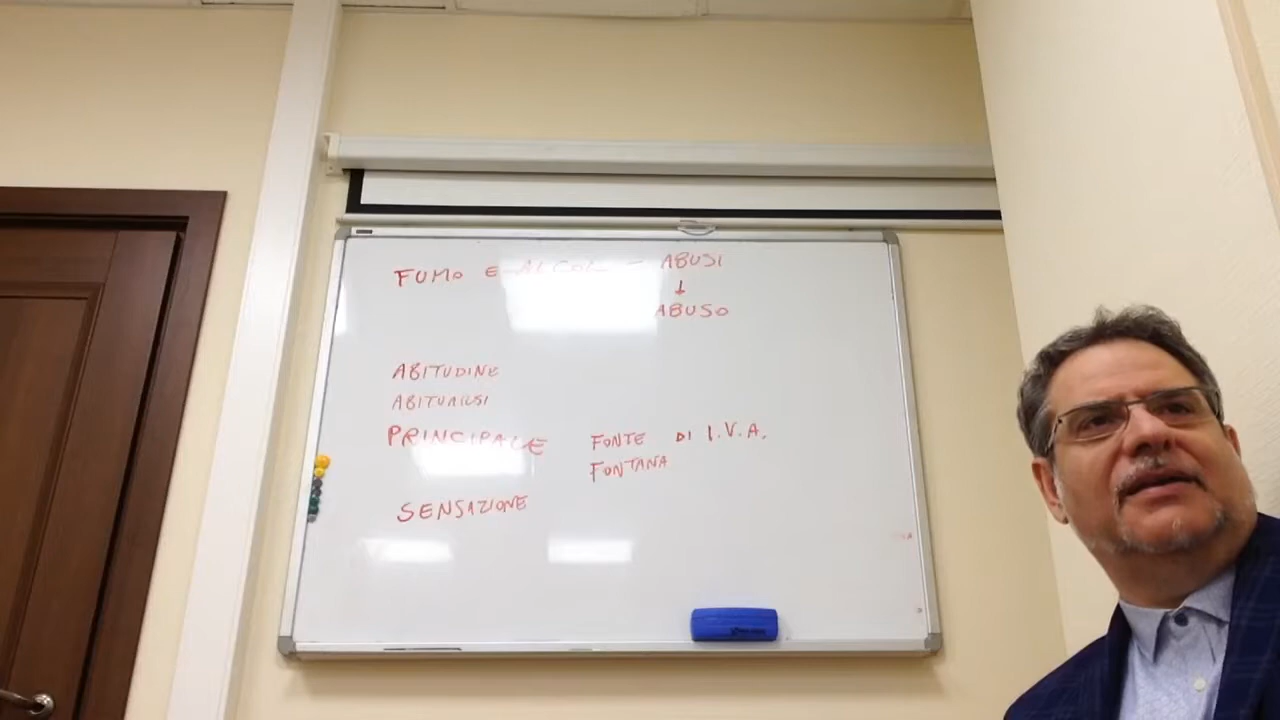 FUMO E ALCOL - ABUSI
↓
ABUSO
ABITUDINE
ABITUARSI
PRINCIPALE FONTE DI I.V.A.
FONTANA
SENSAZIONE